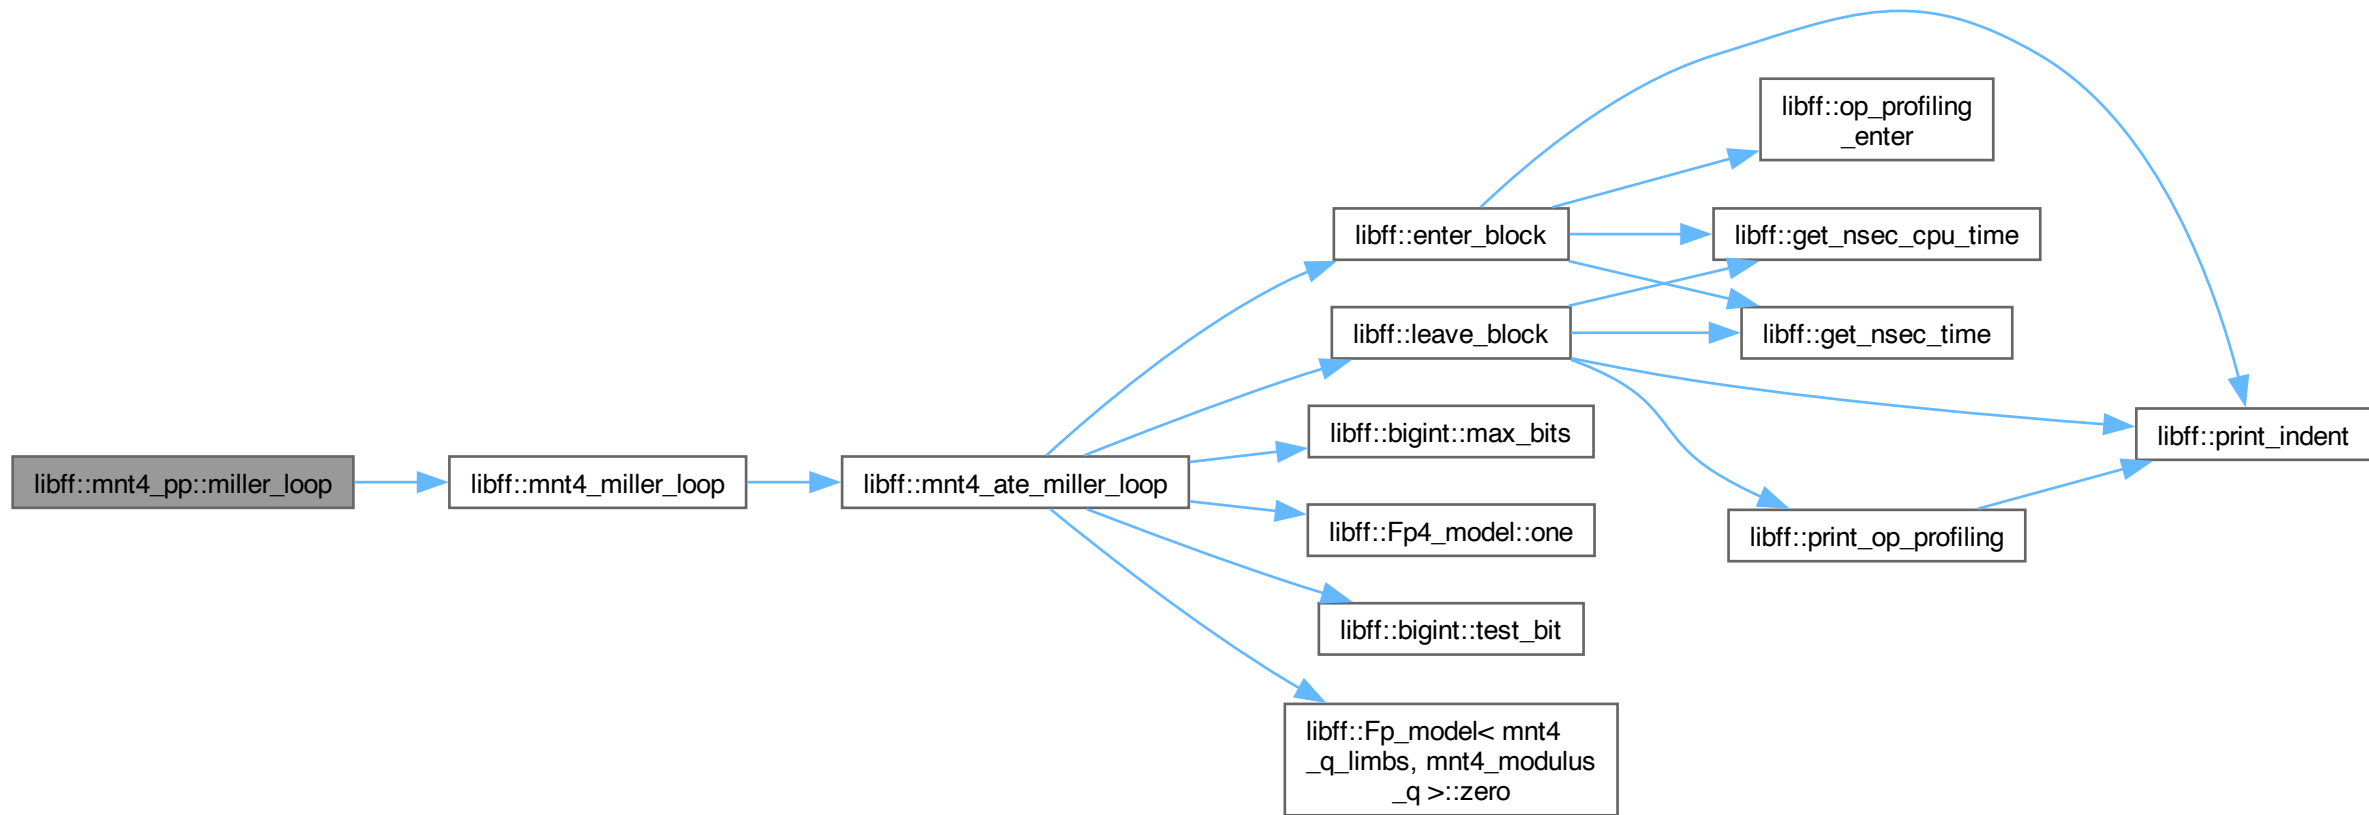 libff::mnt4_pp::miller_loop
libff::mnt4_miller_loop
libff::mnt4_ate_miller_loop
libff::enter_block
libff::leave_block
libff::bigint::max_bits
libff::Fp4_model::one
libff::bigint::test_bit
libff::Fp_model< mnt4
_q_limbs, mnt4_modulus
_q >::zero
libff::op_profiling
_enter
libff::get_nsec_cpu_time
libff::get_nsec_time
libff::print_op_profiling
libff::print_indent